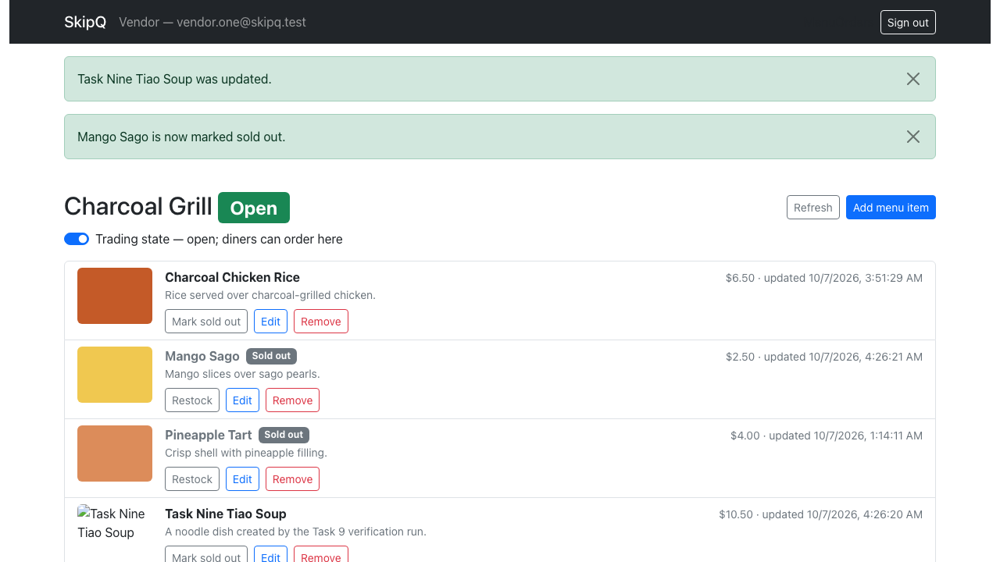 SkipQ Vendor — vendor.one@skipq.test Sign out
Task Nine Tiao Soup was updated.
Mango Sago is now marked sold out.
Charcoal Grill Open Refresh Add menu item
Trading state — open; diners can order here
Charcoal Chicken Rice $6.50 · updated 10/7/2026, 3:51:29 AM
Rice served over charcoal-grilled chicken.
Mark sold out Edit Remove
Mango Sago Sold out $2.50 · updated 10/7/2026, 4:26:21 AM
Mango slices over sago pearls.
Restock Edit Remove
Pineapple Tart Sold out $4.00 · updated 10/7/2026, 1:14:11 AM
Crisp shell with pineapple filling.
Restock Edit Remove
Task Nine Tiao Soup Task Nine Tiao Soup $10.50 · updated 10/7/2026, 4:26:20 AM
A noodle dish created by the Task 9 verification run.
Mark sold out Edit Remove